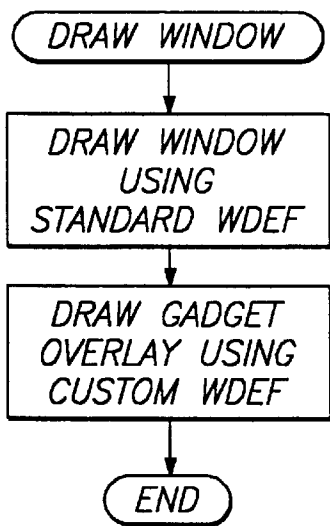 DRAW WINDOW
DRAW WINDOW
USING
STANDARD WDEF
DRAW GADGET
OVERLAY USING
CUSTOM WDEF
END